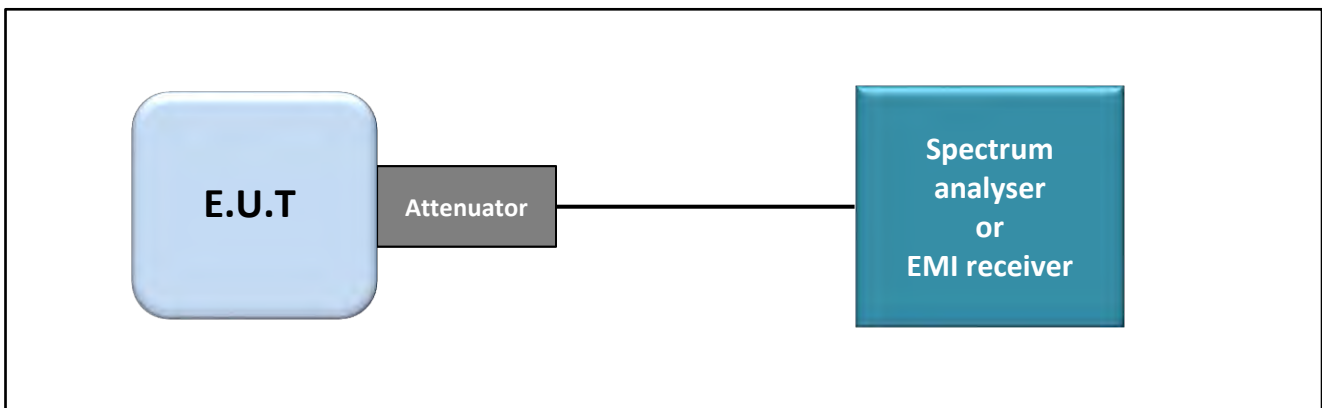 E.U.T
Attenuator
Spectrum
analyser
or
EMI receiver